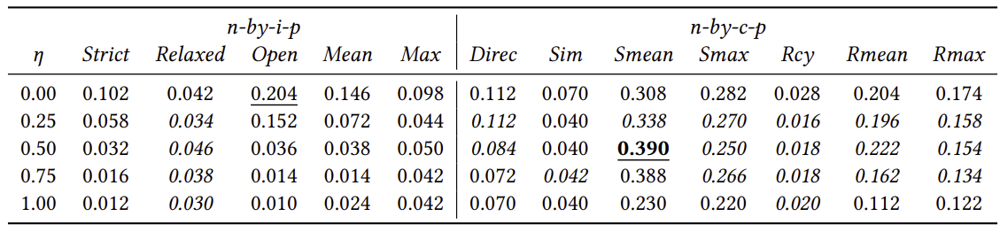 n-by-i-p n-by-c-p
η Strict Relaxed Open Mean Max Direc Sim Smean Smax Rcy Rmean Rmax
0.00 0.102 0.042 0.204 0.146 0.098 0.112 0.070 0.308 0.282 0.028 0.204 0.174
0.25 0.058 0.034 0.152 0.072 0.044 0.112 0.040 0.338 0.270 0.016 0.196 0.158
0.50 0.032 0.046 0.036 0.038 0.050 0.084 0.040 0.390 0.250 0.018 0.222 0.154
0.75 0.016 0.038 0.014 0.014 0.042 0.072 0.042 0.388 0.266 0.018 0.162 0.134
1.00 0.012 0.030 0.010 0.024 0.042 0.070 0.040 0.230 0.220 0.020 0.112 0.122